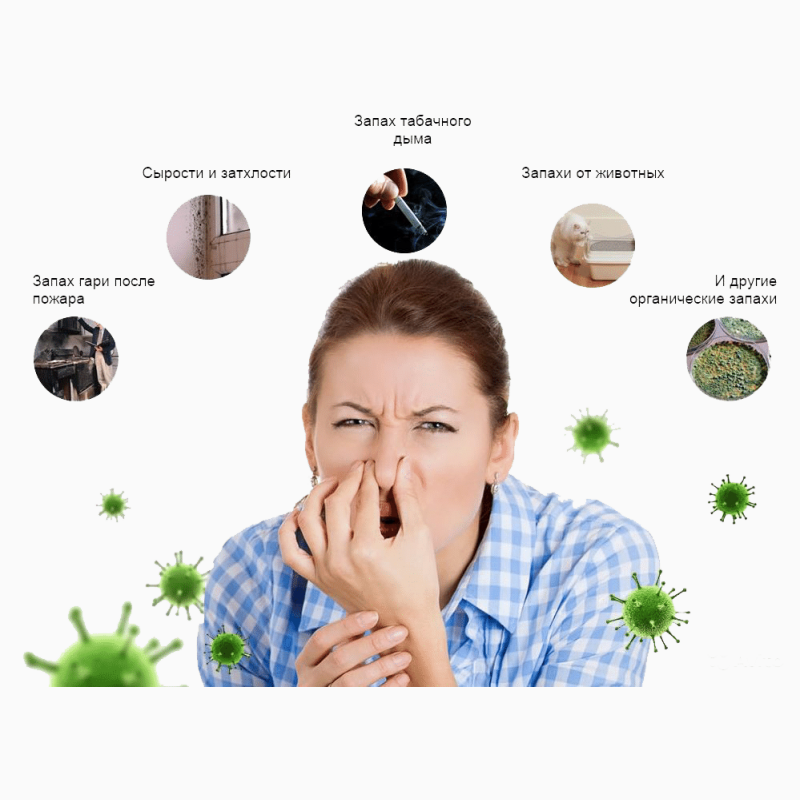 Запах табачного
дыма
Сырости и затхлости
Запахи от животных
Запах гари после
пожара
И другие
органические запахи